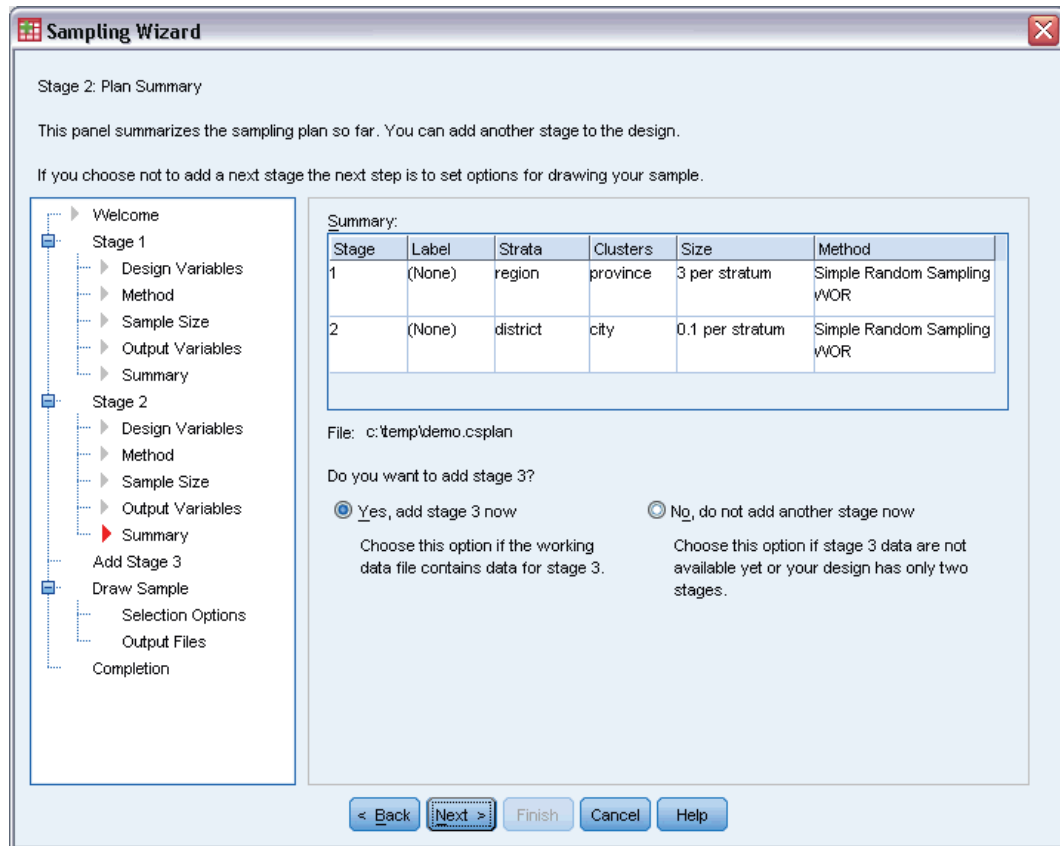 Sampling Wizard
Stage 2: Plan Summary
This panel summarizes the sampling plan so far. You can add another stage to the design.
If you choose not to add a next stage the next step is to set options for drawing your sample.
Welcome
Stage 1
Design Variables
Method
Sample Size
Output Variables
Summary
Stage 2
Design Variables
Method
Sample Size
Output Variables
Summary
Add Stage 3
Draw Sample
Selection Options
Output Files
Completion
Summary:
Stage Label Strata Clusters Size Method
1 (None) region province 3 per stratum Simple Random Sampling
WOR
2 (None) district city 0.1 per stratum Simple Random Sampling
WOR
File: c:\temp\demo.csplan
Do you want to add stage 3?
Yes, add stage 3 now
Choose this option if the working
data file contains data for stage 3.
No, do not add another stage now
Choose this option if stage 3 data are not
available yet or your design has only two
stages.
< Back Next > Finish Cancel Help